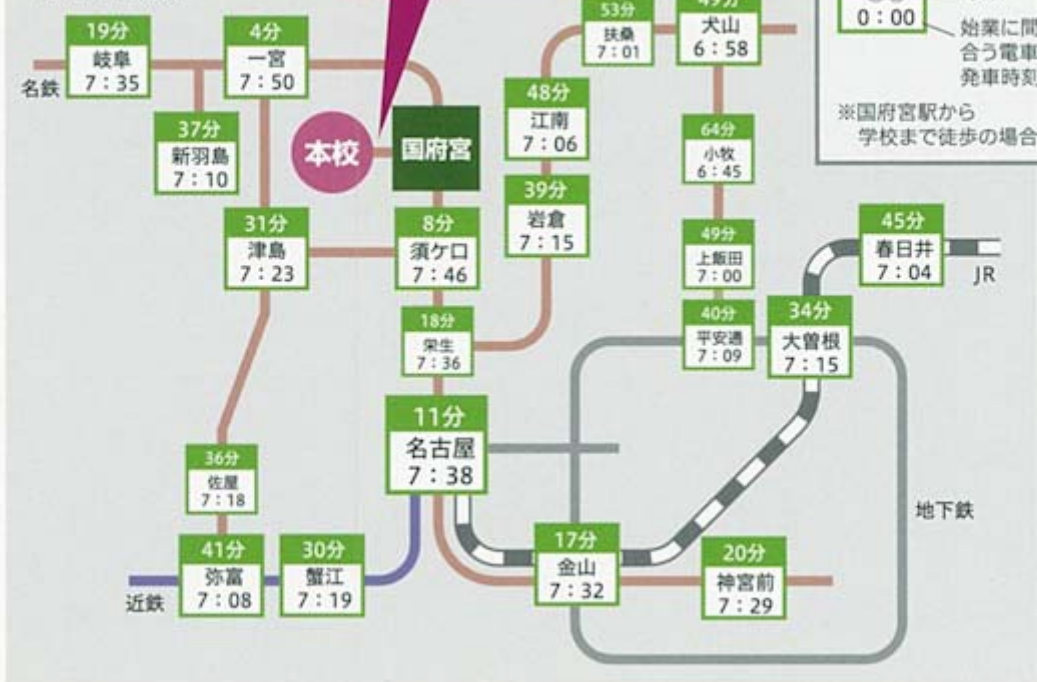 19分
岐阜
7：35
名鉄
4分
一宮
7：50
37分
新羽島
7：10
本校
国府宮
53分
扶桑
7：01
犬山
6：58
0：00
始業に間
合う電車
発車時刻
※国府宮駅から
学校まで徒歩の場合
48分
江南
7：06
64分
小牧
6：45
39分
岩倉
7：15
31分
津島
7：23
8分
須ケ口
7：46
49分
上飯田
7：00
45分
春日井
7：04
JR
18分
栄生
7：36
40分
平安通
7：09
34分
大曽根
7：15
11分
名古屋
7：38
36分
佐屋
7：18
地下鉄
41分
弥富
7：08
近鉄
30分
蟹江
7：19
17分
金山
7：32
20分
神宮前
7：29